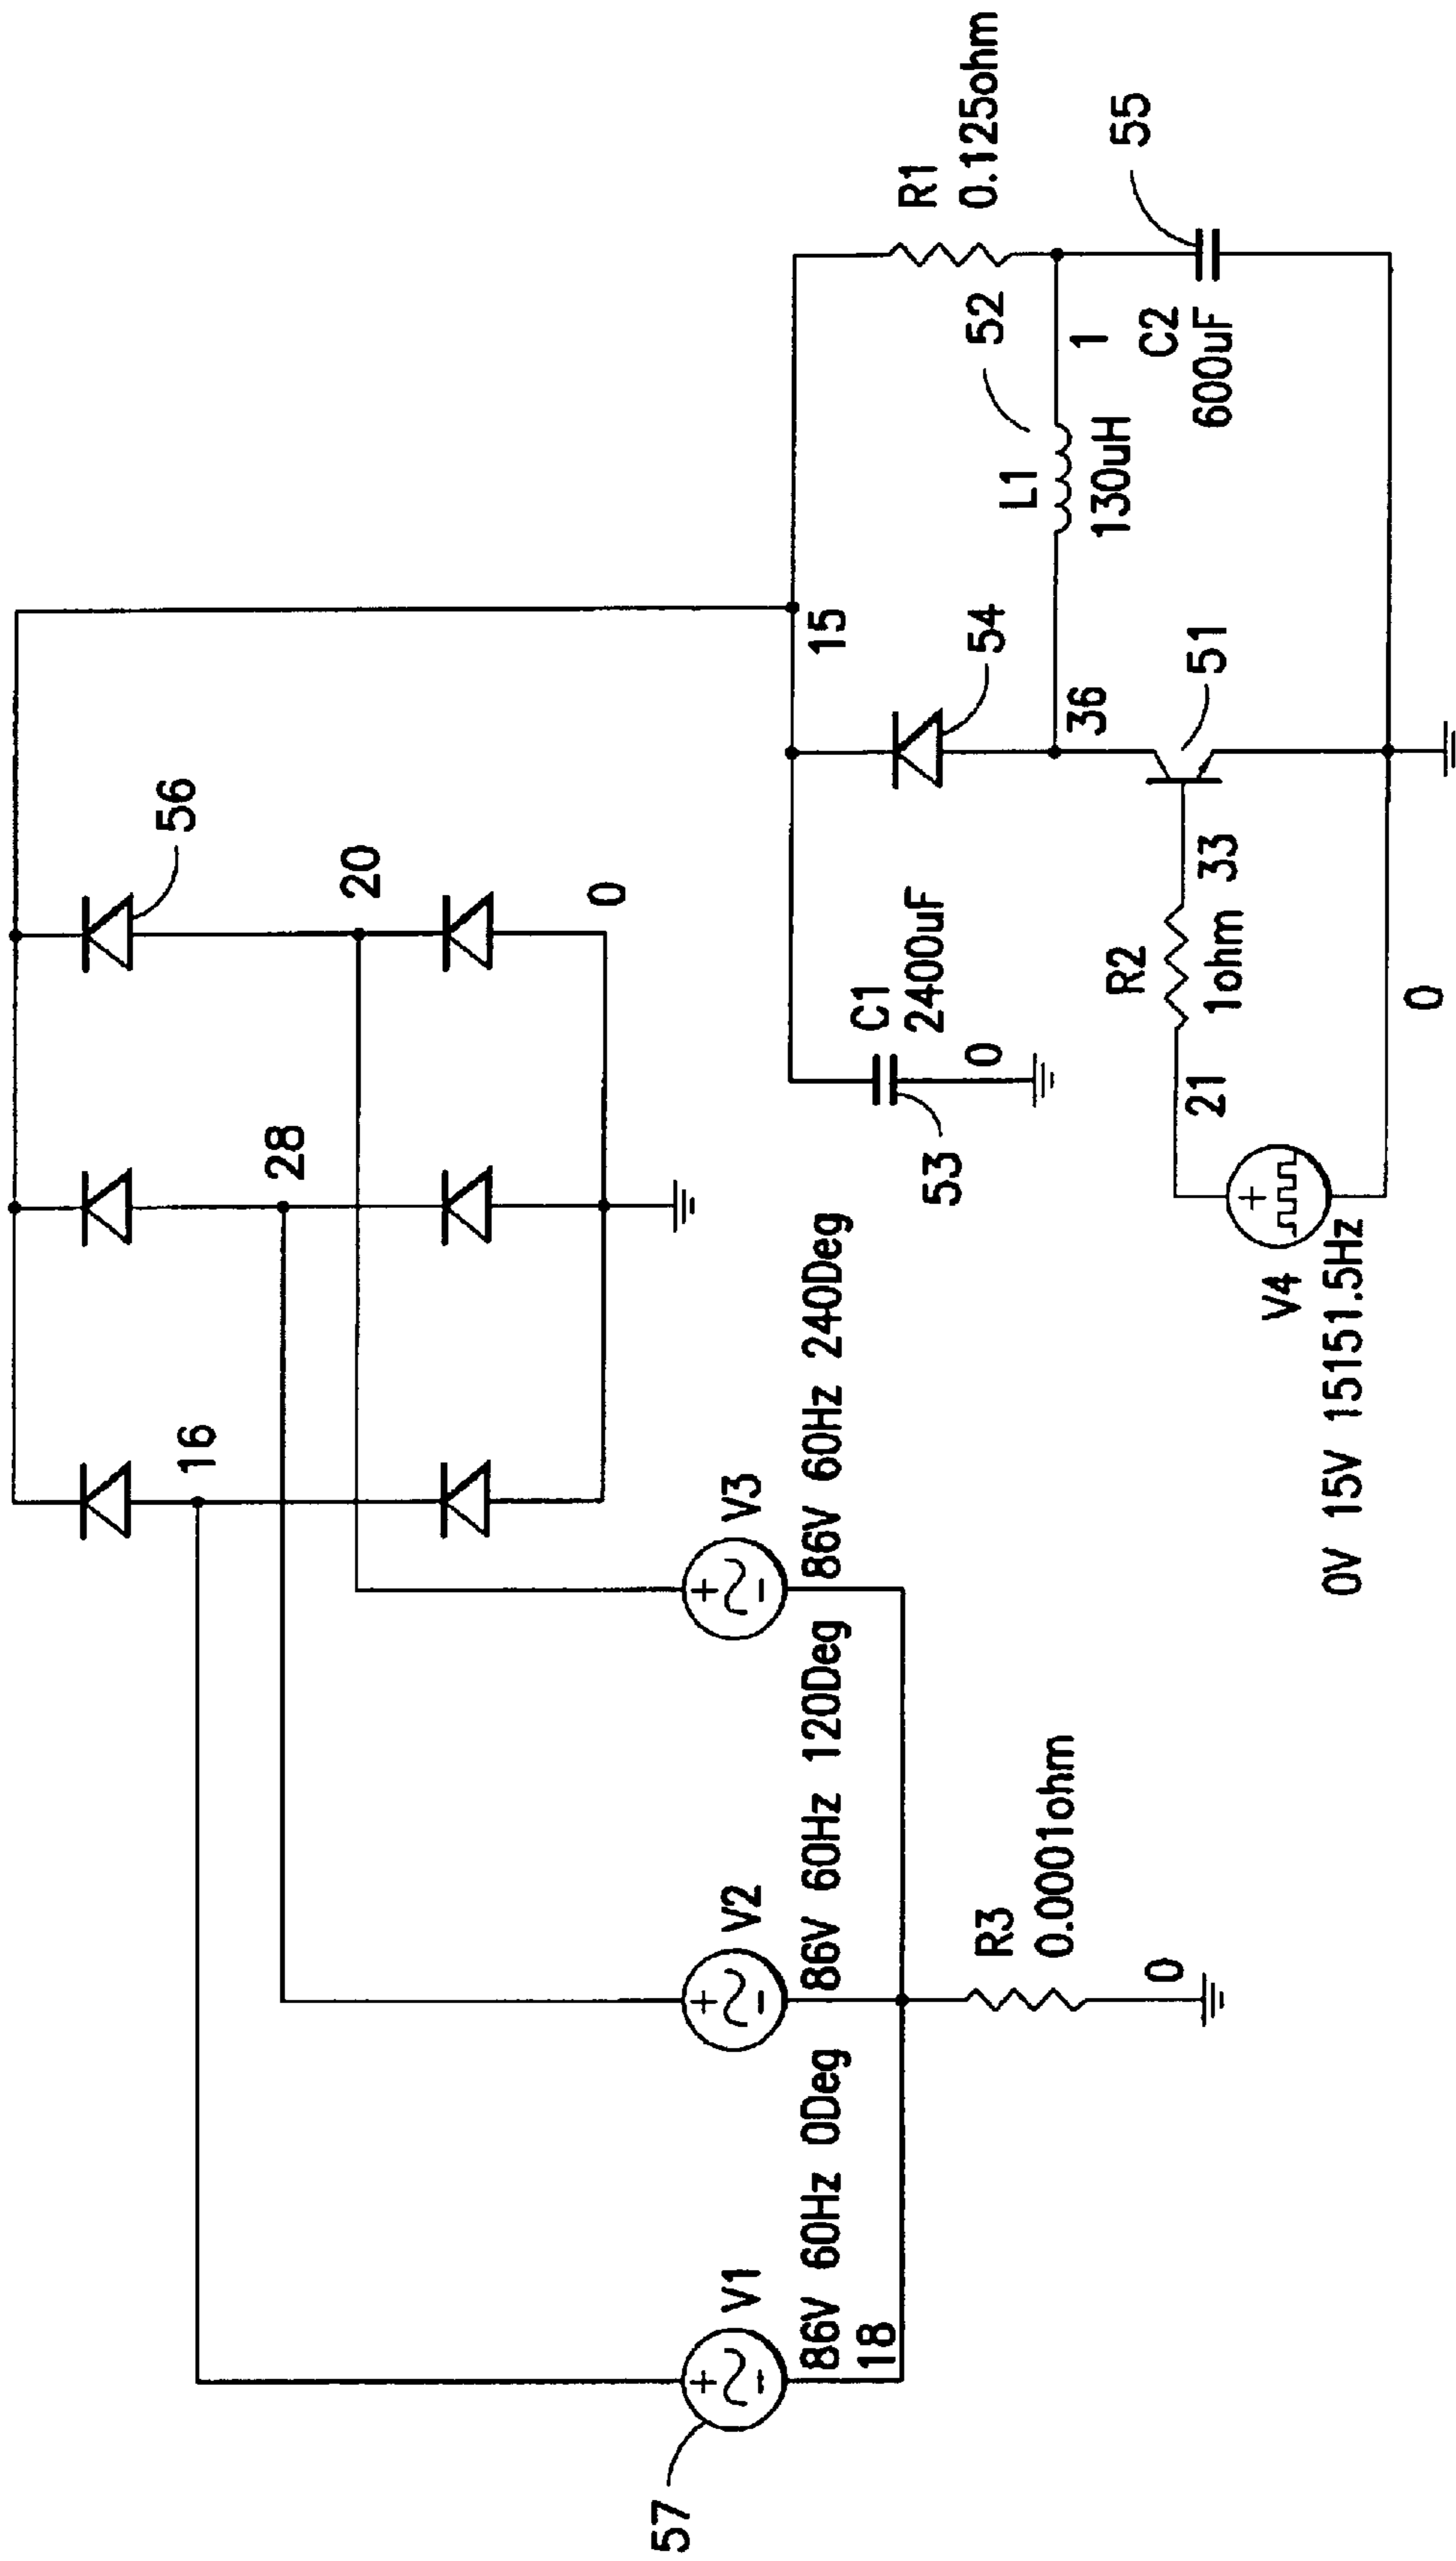 57
V1
86V 60Hz 0Deg
18
V2
86V 60Hz 120Deg
V3
86V 60Hz 240Deg
R3
0.0001ohm
0
16
28
20
56
0
C1
2400uF
53
0
15
54
36
51
L1
130uH
52
1
R1
0.125ohm
C2
600uF
55
R2
1ohm
33
21
V4
0V 15V 15151.5Hz
0